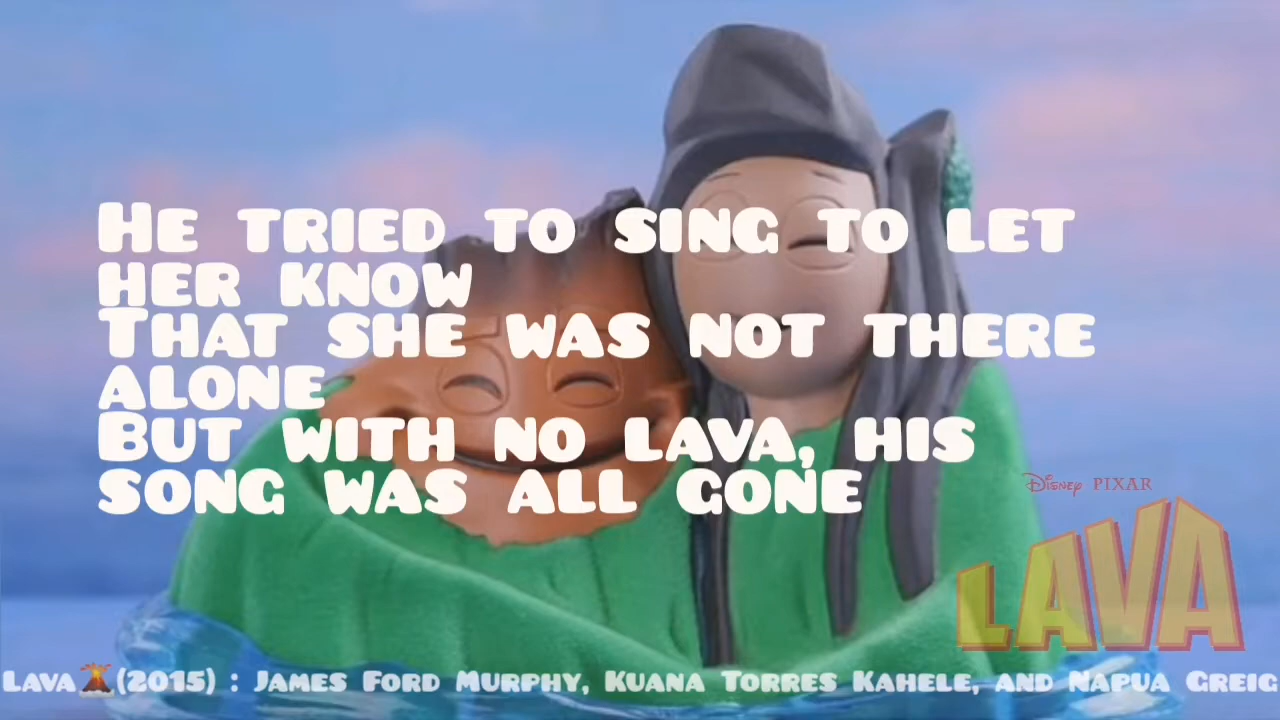 He tried to sing to let
her know
That she was not there
alone
But with no lava, his
song was all gone
Disney PIXAR
LAVA
Lava🌋(2015) : James Ford Murphy, Kuana Torres Kahele, and Napua Greig